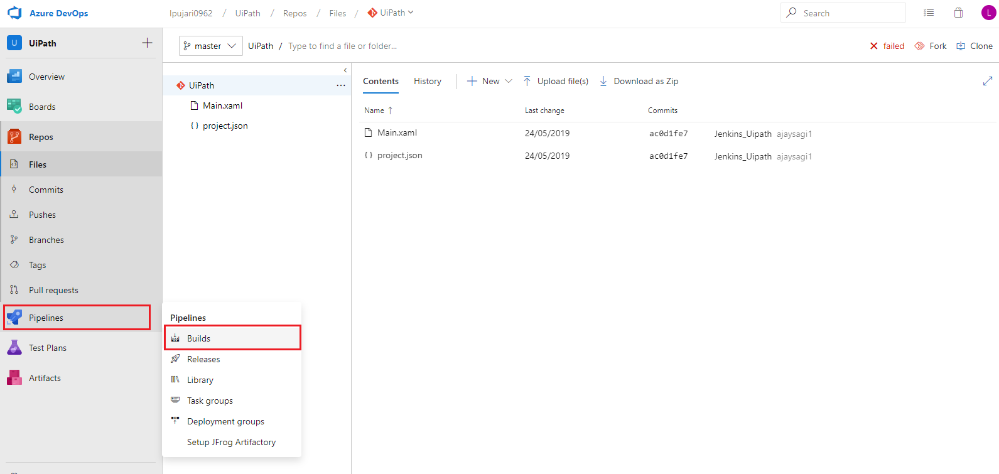 Azure DevOps
lpujari0962 / UiPath / Repos / Files / UiPath
Search
L
U UiPath
master UiPath / Type to find a file or folder...
failed Fork Clone
Overview
Boards
Repos
Files
Commits
Pushes
Branches
Tags
Pull requests
Pipelines
Test Plans
Artifacts
UiPath ...
Main.xaml
{ } project.json
Pipelines
Builds
Releases
Library
Task groups
Deployment groups
Setup JFrog Artifactory
Contents History New Upload file(s) Download as Zip
Name ↑ Last change Commits
Main.xaml 24/05/2019 ac0d1fe7 Jenkins_Uipath ajaysagi1
{ } project.json 24/05/2019 ac0d1fe7 Jenkins_Uipath ajaysagi1